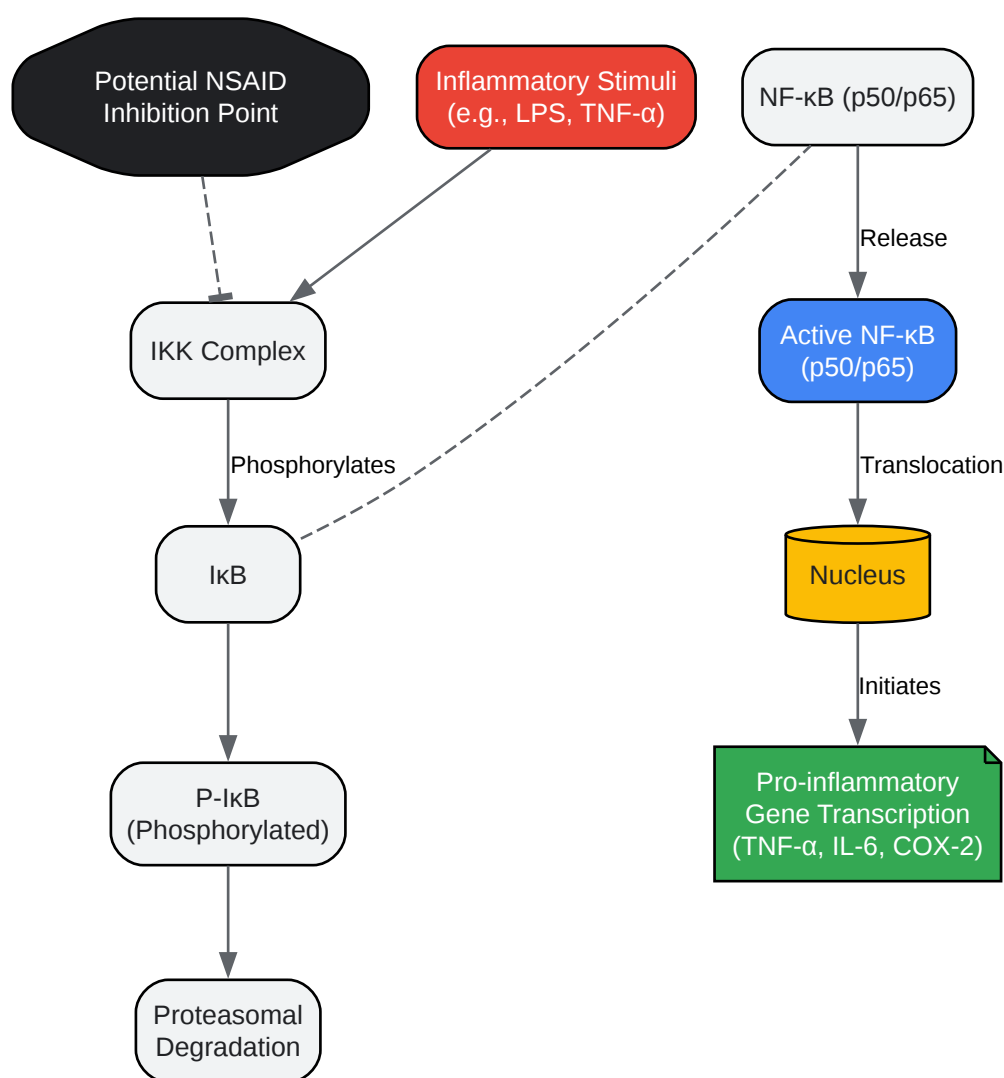 Potential NSAID
Inhibition Point
Inflammatory Stimuli
(e.g., LPS, TNF-α)
NF-κB (p50/p65)
Release
IKK Complex
Active NF-κB
(p50/p65)
Phosphorylates
Translocation
IκB
Nucleus
Initiates
P-IκB
(Phosphorylated)
Pro-inflammatory
Gene Transcription
(TNF-α, IL-6, COX-2)
Proteasomal
Degradation